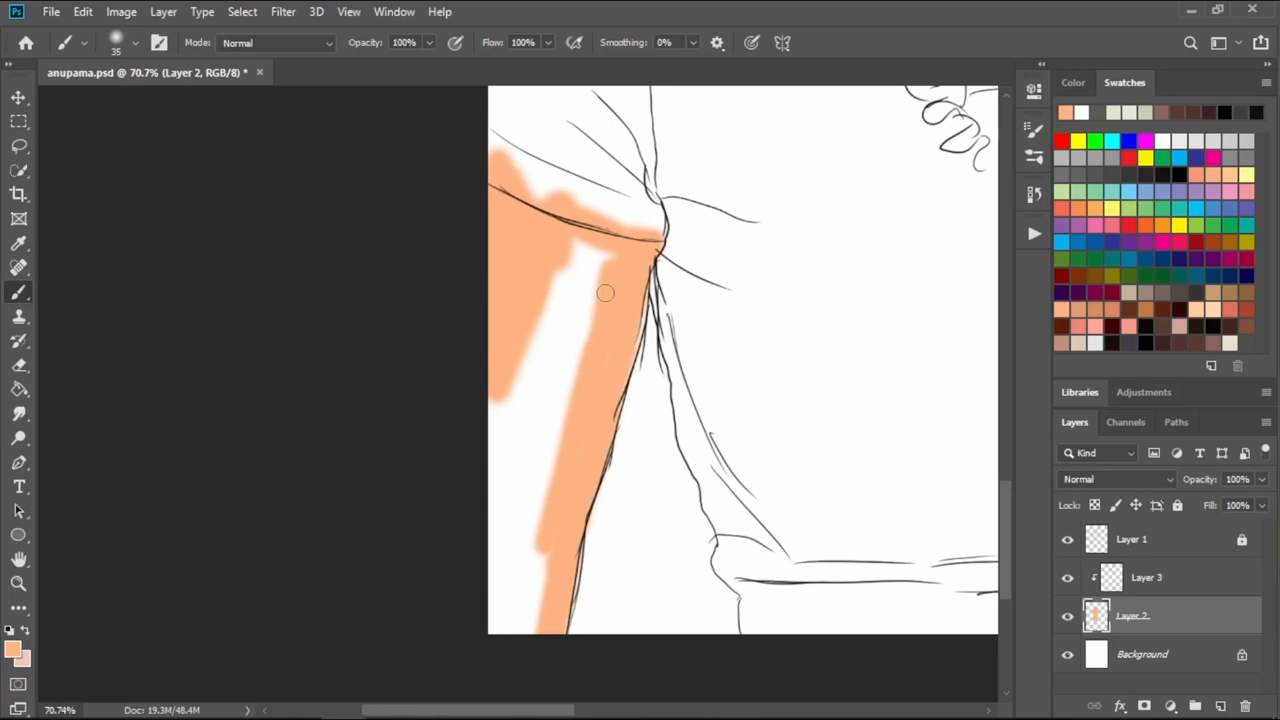 Ps File Edit Image Layer Type Select Filter 3D View Window Help
35 Mode: Normal Opacity: 100% Flow: 100% Smoothing: 0%
anupama.psd @ 70.7% (Layer 2, RGB/8) *
Color Swatches
Libraries Adjustments
Layers Channels Paths
Kind
Normal Opacity: 100%
Lock: Fill: 100%
Layer 1
Layer 3
Layer 2
Background
70.74% Doc: 19.3M/48.4M